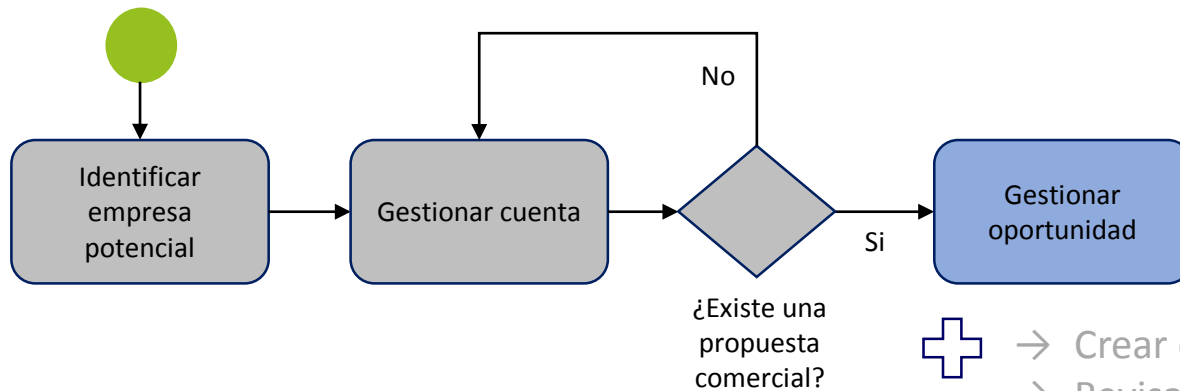 No
Identificar
empresa
potencial
Gestionar cuenta
Gestionar
oportunidad
Si
¿Existe una
propuesta
comercial?
→ Crear
→